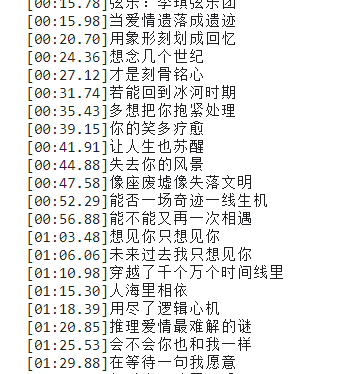 [00:15.78]弦乐：李琪弦乐团
[00:15.98]当爱情遗落成遗迹
[00:20.70]用象形刻划成回忆
[00:24.36]想念几个世纪
[00:27.12]才是刻骨铭心
[00:31.74]若能回到冰河时期
[00:35.43]多想把你抱紧处理
[00:39.15]你的笑多疗愈
[00:41.91]让人生也苏醒
[00:44.88]失去你的风景
[00:47.58]像座废墟像失落文明
[00:52.29]能否一场奇迹一线生机
[00:56.88]能不能又再一次相遇
[01:03.48]想见你只想见你
[01:06.06]未来过去我只想见你
[01:10.98]穿越了千个万个时间线里
[01:15.30]人海里相依
[01:18.39]用尽了逻辑心机
[01:20.85]推理爱情最难解的谜
[01:25.53]会不会你也和我一样
[01:29.88]在等待一句我愿意